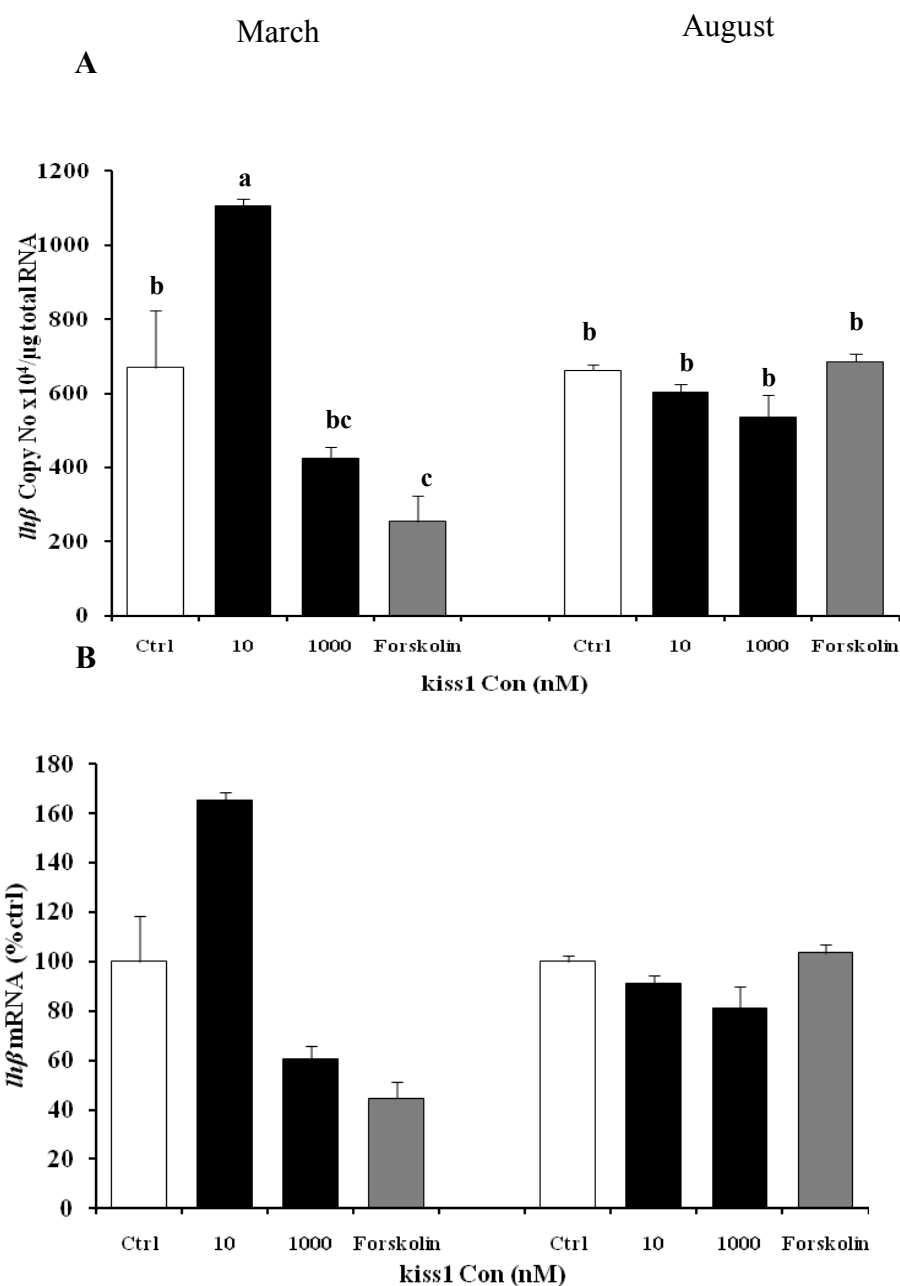 March August
A
lhβ Copy No x10⁴/µg total RNA
1200
1000
800
600
400
200
0
a
b
bc
c
b
b
b
b
Ctrl 10 1000 Forskolin Ctrl 10 1000 Forskolin
kiss1 Con (nM)
B
lhβ mRNA (%ctrl)
180
160
140
120
100
80
60
40
20
0
Ctrl 10 1000 Forskolin Ctrl 10 1000 Forskolin
kiss1 Con (nM)